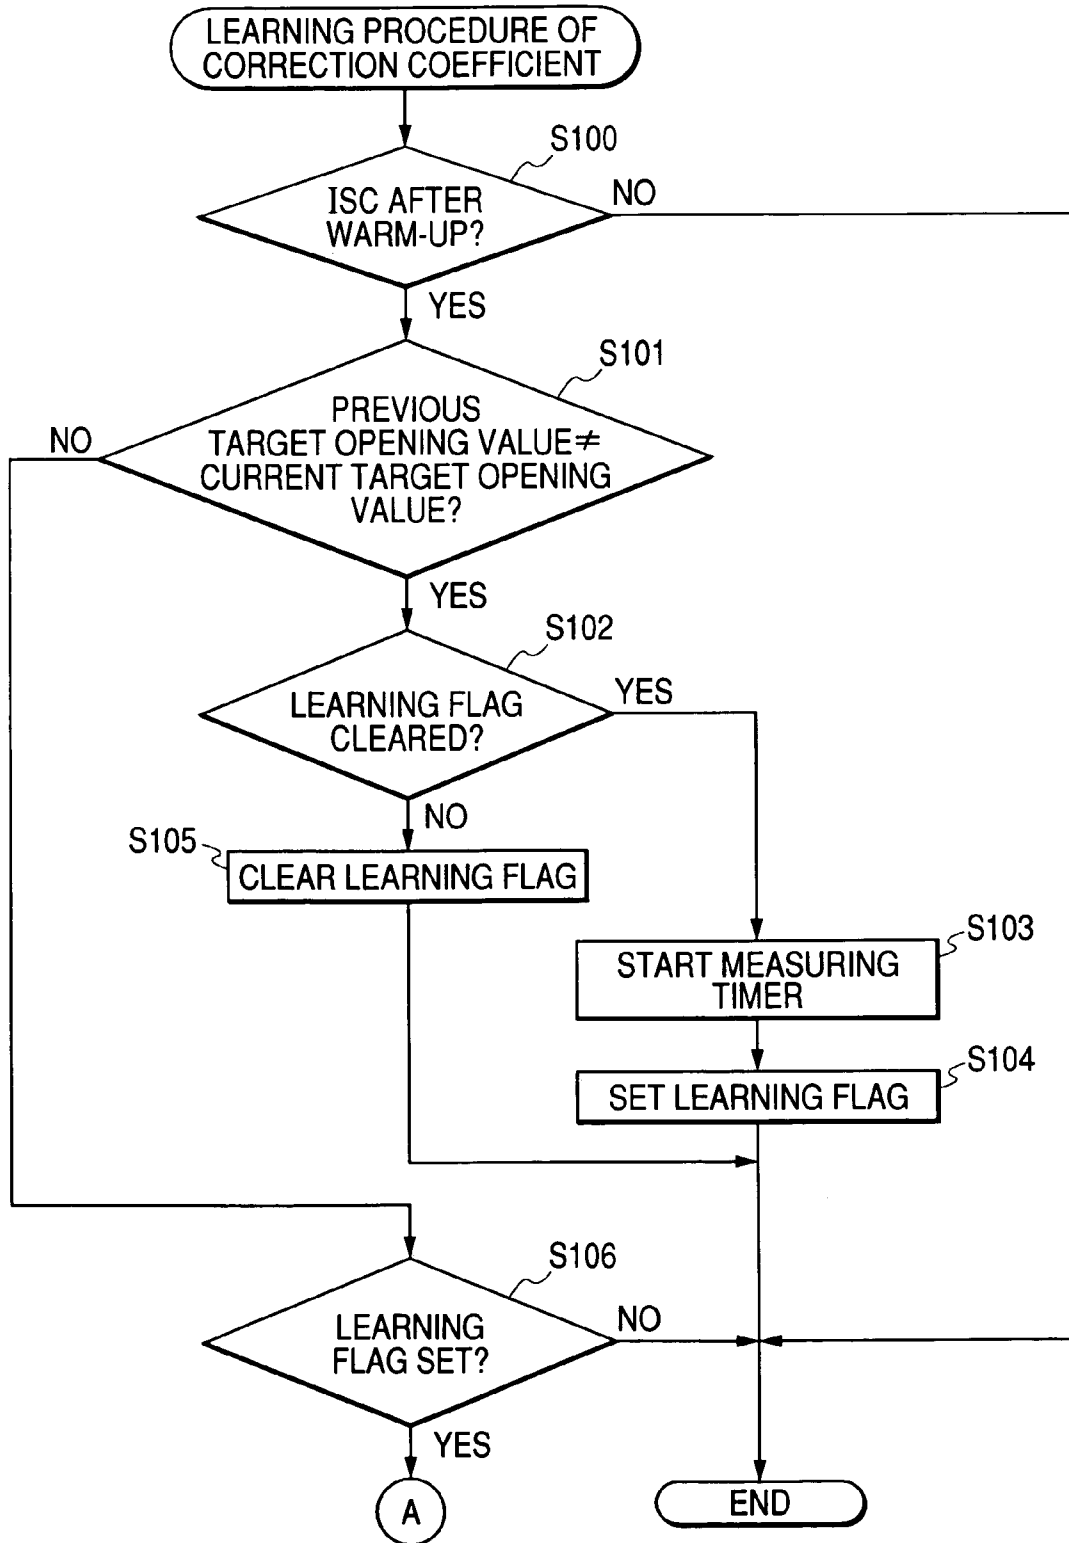 LEARNING PROCEDURE OF
CORRECTION COEFFICIENT
S100
ISC AFTER
WARM-UP?
NO
YES
S101
PREVIOUS
TARGET OPENING VALUE≠
CURRENT TARGET OPENING
VALUE?
NO
YES
S102
LEARNING FLAG
CLEARED?
YES
NO
S105
CLEAR LEARNING FLAG
S103
START MEASURING
TIMER
S104
SET LEARNING FLAG
S106
LEARNING
FLAG SET?
NO
YES
A
END